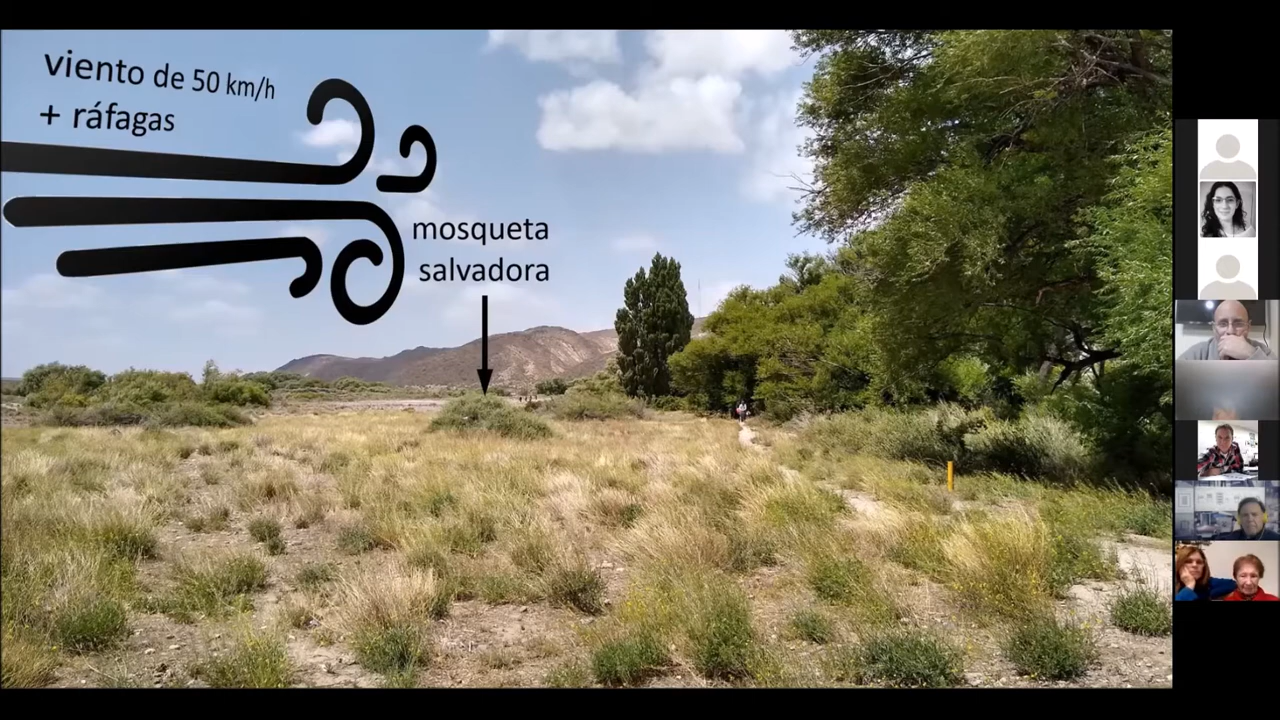 viento de 50 km/h
+ ráfagas
mosqueta
salvadora